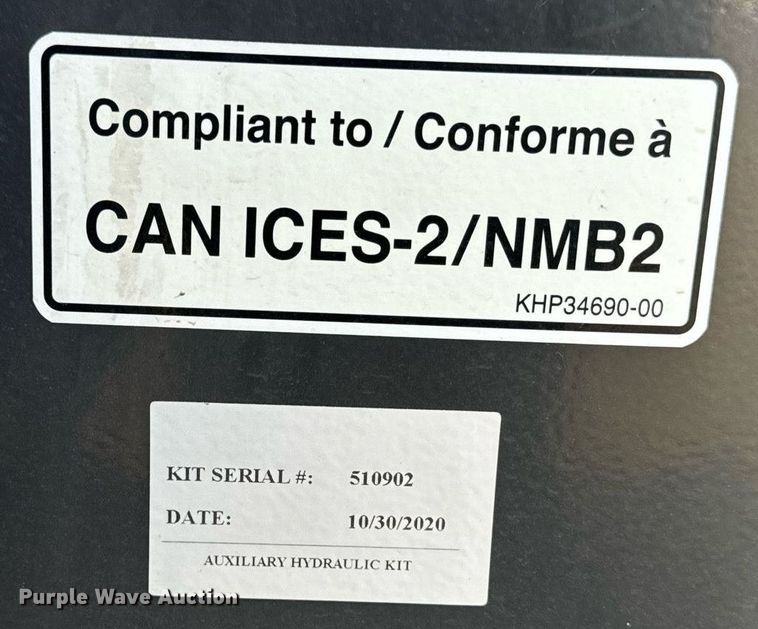 Compliant to / Conforme à
CAN ICES-2/NMB2
KHP34690-00
KIT SERIAL #: 510902
DATE: 10/30/2020
AUXILIARY HYDRAULIC KIT
Purple Wave Auction